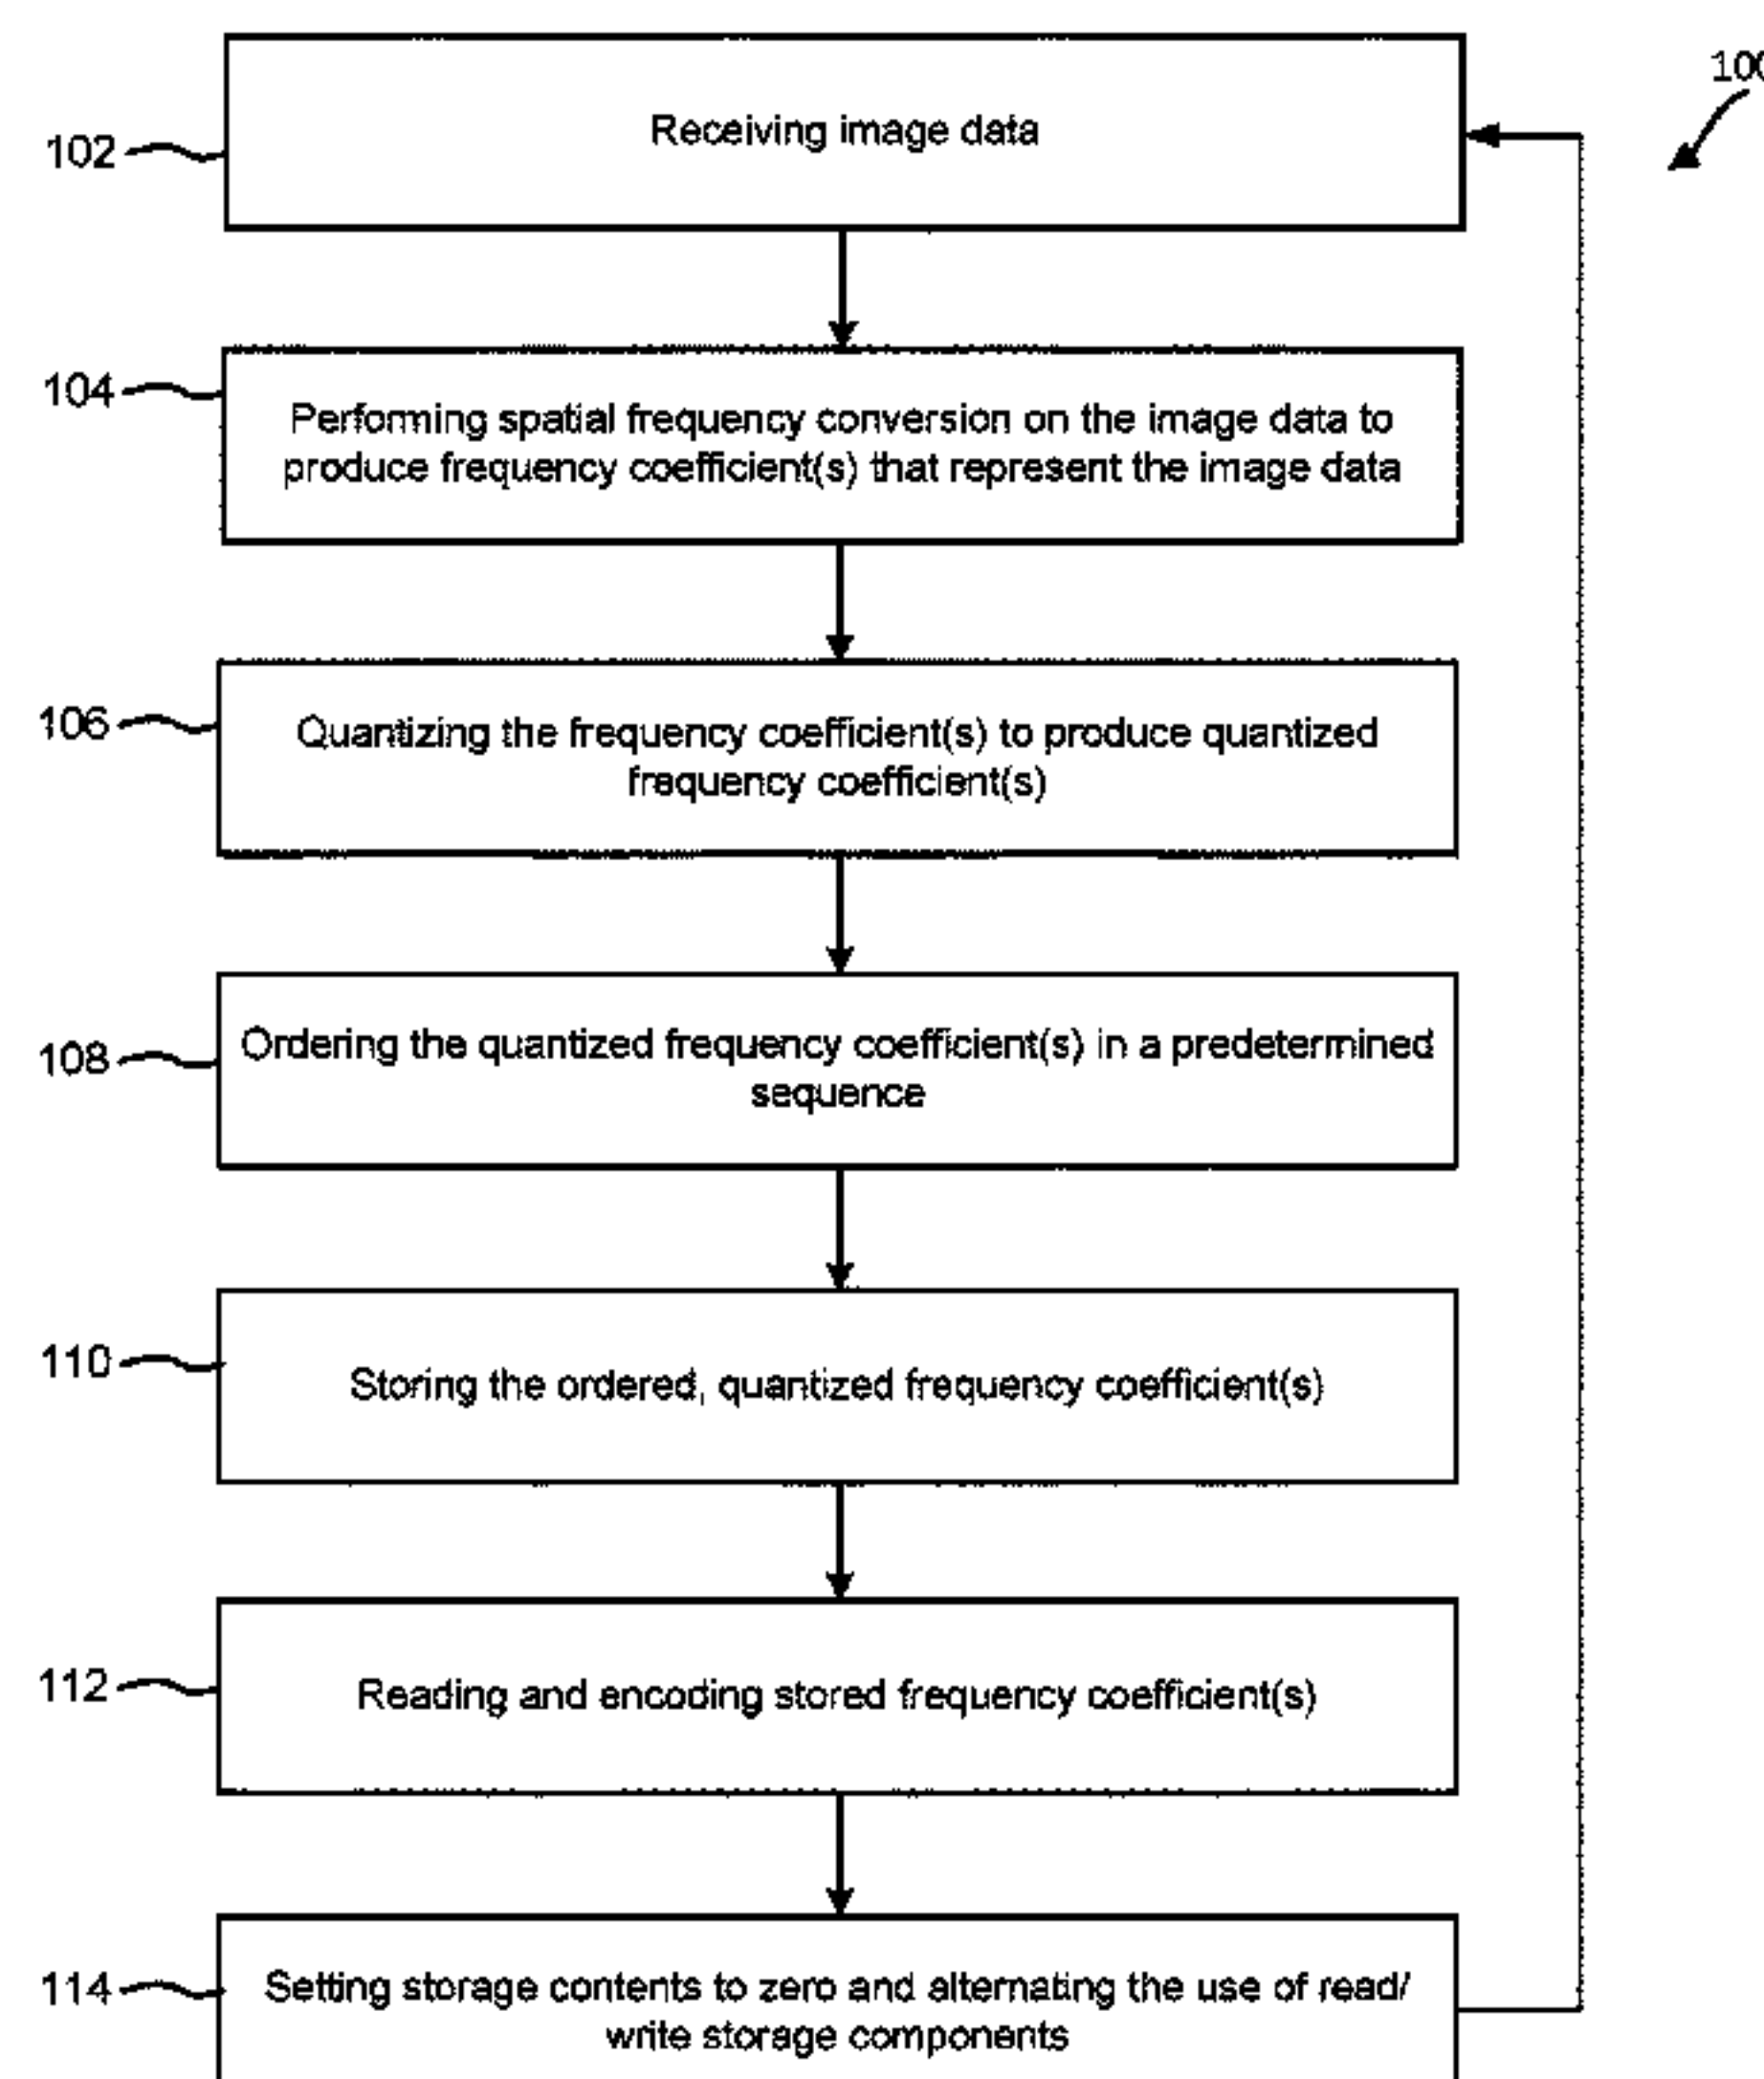 100
102
Receiving image data
104
Performing spatial frequency conversion on the image data to
produce frequency coefficient(s) that represent the image data
106
Quantizing the frequency coefficient(s) to produce quantized
frequency coefficient(s)
108
Ordering the quantized frequency coefficient(s) in a predetermined
sequence
110
Storing the ordered, quantized frequency coefficient(s)
112
Reading and encoding stored frequency coefficient(s)
114
Setting storage contents to zero and alternating the use of read/
write storage components